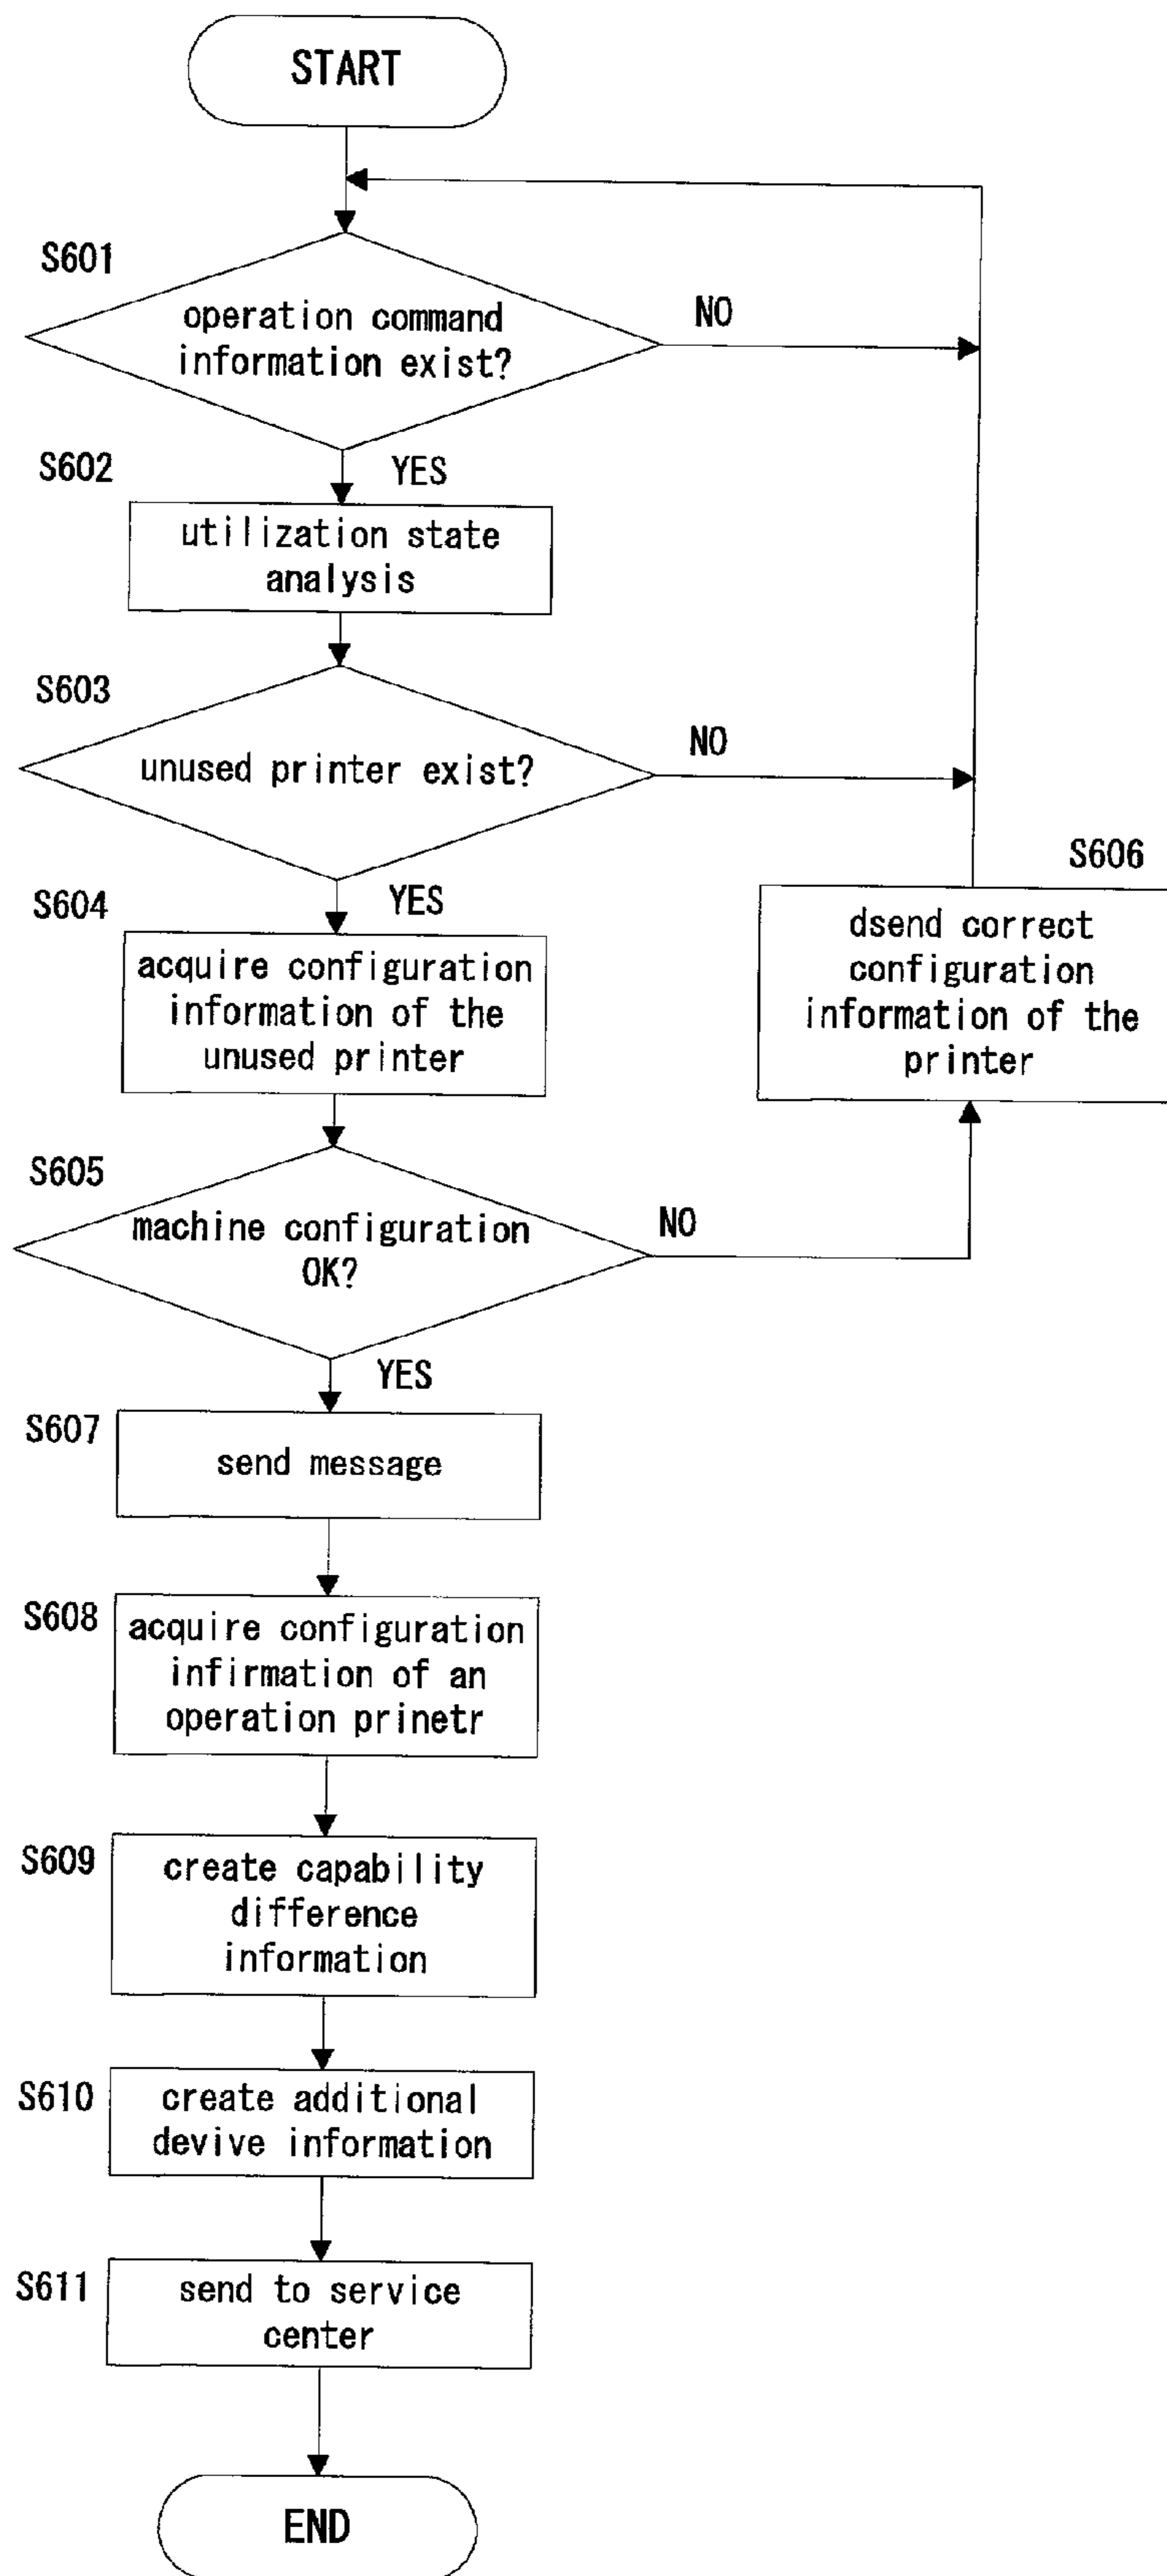 START
S601
operation command
information exist?
NO
S602
YES
utilization state
analysis
S603
unused printer exist?
NO
S604
YES
acquire configuration
information of the
unused printer
S606
dsend correct
configuration
information of the
printer
S605
machine configuration
OK?
NO
YES
S607
send message
S608
acquire configuration
infirmation of an
operation prinetr
S609
create capability
difference
information
S610
create additional
devive information
S611
send to service
center
END